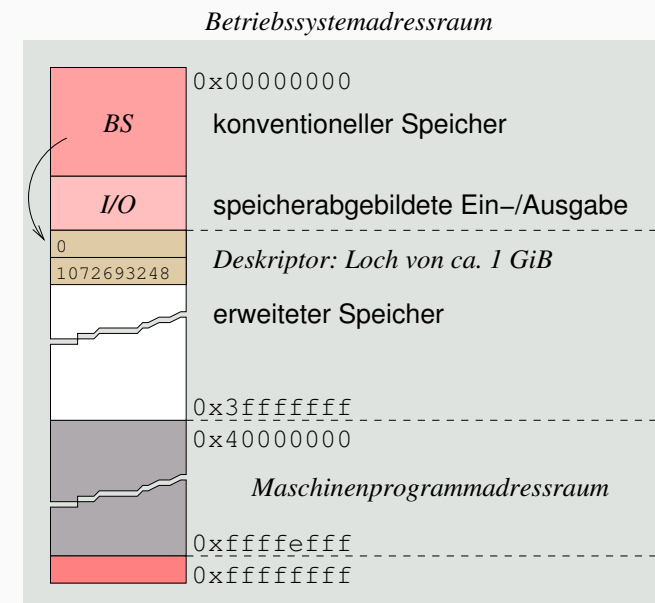 Betriebssystemadressraum
0x00000000
BS konventioneller Speicher
I/O speicherabgebildete Ein−/Ausgabe
0
Deskriptor: Loch von ca. 1 GiB
1072693248
erweiteter Speicher
0x3fffffff
0x40000000
Maschinenprogrammadressraum
0xffffefff
0xffffffff